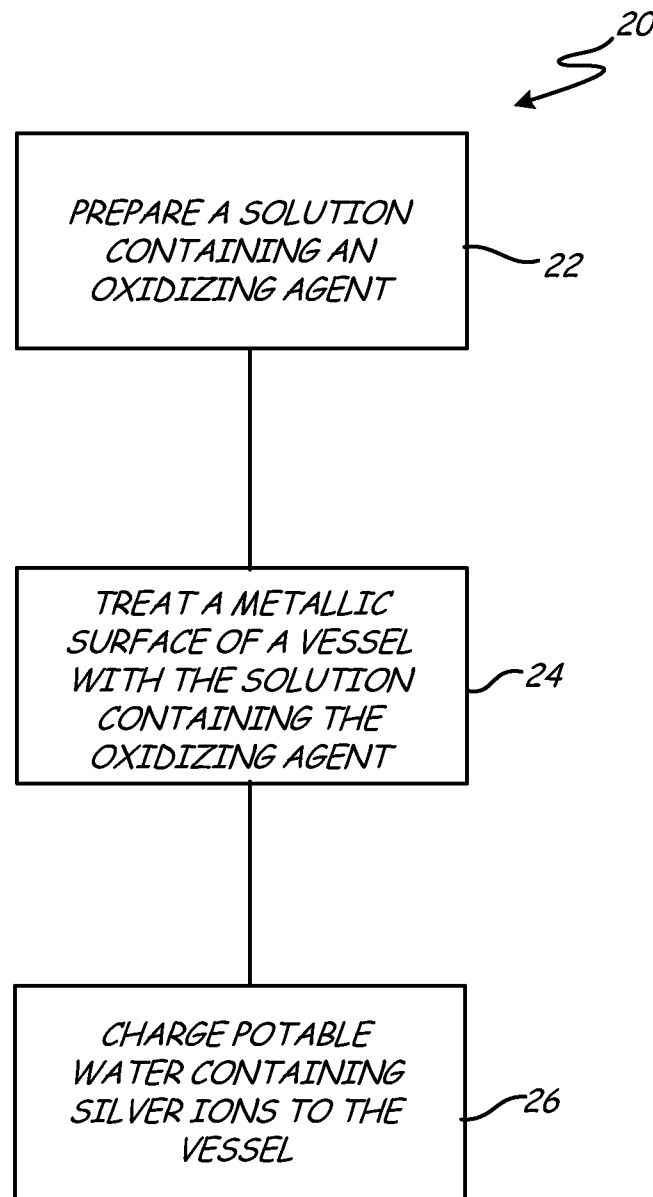 20
PREPARE A SOLUTION
CONTAINING AN
OXIDIZING AGENT
22
TREAT A METALLIC
SURFACE OF A VESSEL
WITH THE SOLUTION
CONTAINING THE
OXIDIZING AGENT
24
CHARGE POTABLE
WATER CONTAINING
SILVER IONS TO THE
VESSEL
26